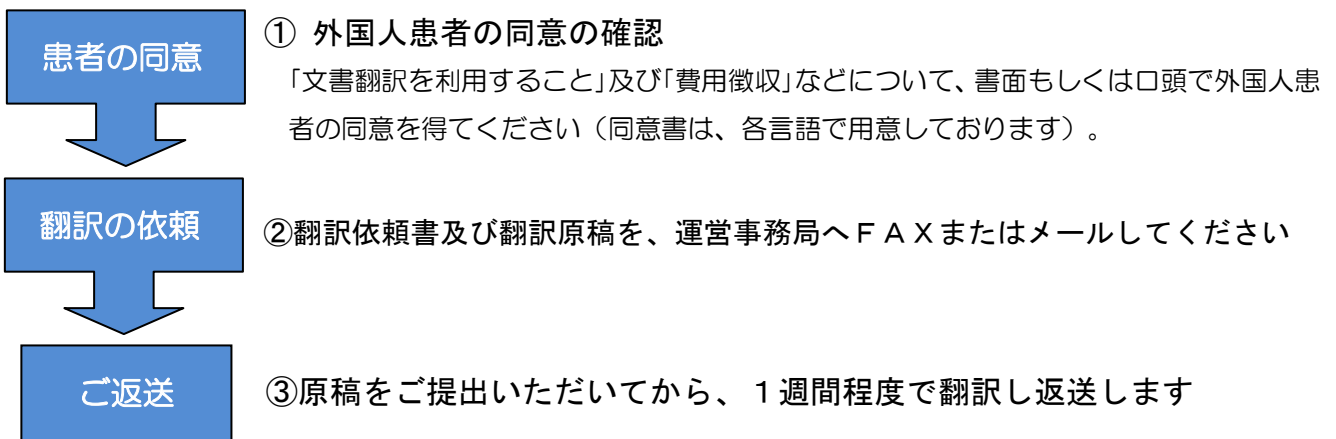 患者の同意
① 外国人患者の同意の確認
「文書翻訳を利用すること」及び「費用徴収」などについて、書面もしくは口頭で外国人患
者の同意を得てください（同意書は、各言語で用意しております）。
翻訳の依頼
②翻訳依頼書及び翻訳原稿を、運営事務局へＦＡＸまたはメールしてください
ご返送
③原稿をご提出いただいてから、１週間程度で翻訳し返送します